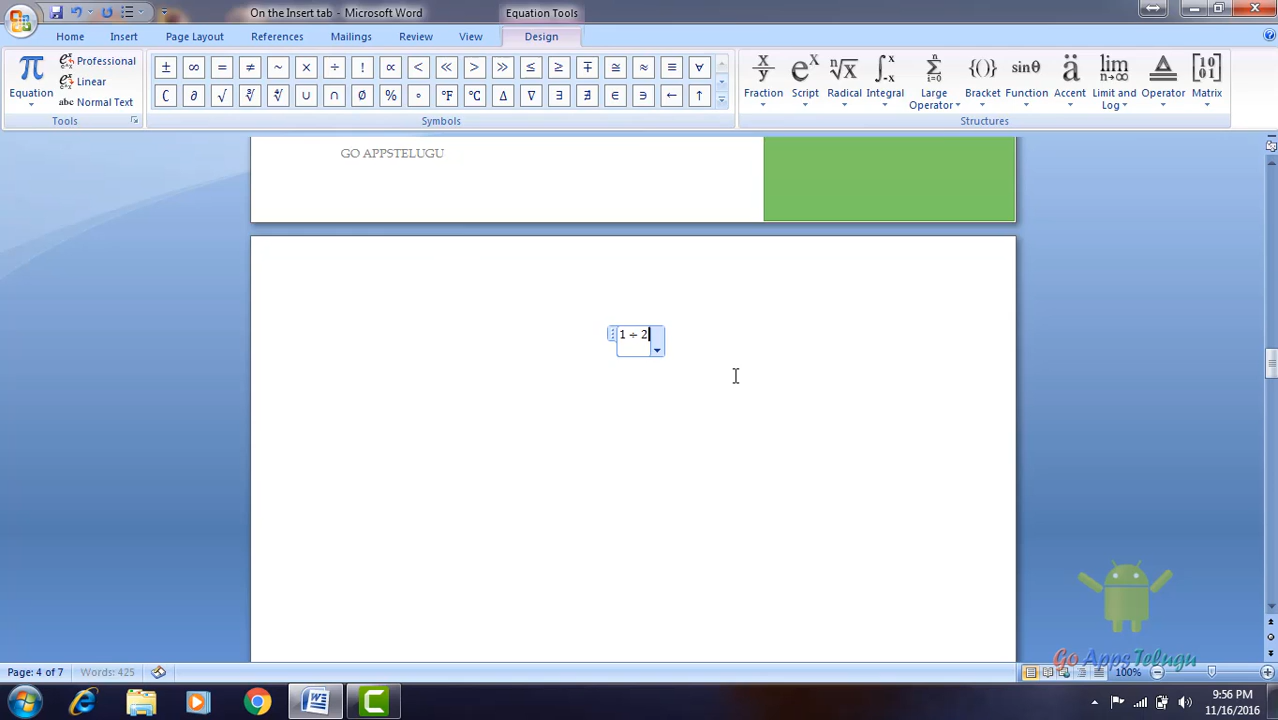 On the Insert tab - Microsoft Word
Equation Tools
Home Insert Page Layout References Mailings Review View Design
π Equation
Professional
Linear
abc Normal Text
Tools
± ∞ = ≠ ~ × ÷ ! ∝ < ≪ > ≫ ≤ ≥ ∓ ≅ ≈ ≡ ∀
∁ ∂ √ ∛ ∜ ∪ ∩ ∅ % ° ℉ ℃ ∆ ∇ ∃ ∄ ∈ ∋ ← ↑
Symbols
Fraction Script Radical Integral Large Operator Bracket Function Accent Limit and Log Operator Matrix
Structures
GO APPSTELUGU
1 ÷ 2
Go AppsTelugu
Page: 4 of 7 Words: 425 100%
9:56 PM
11/16/2016